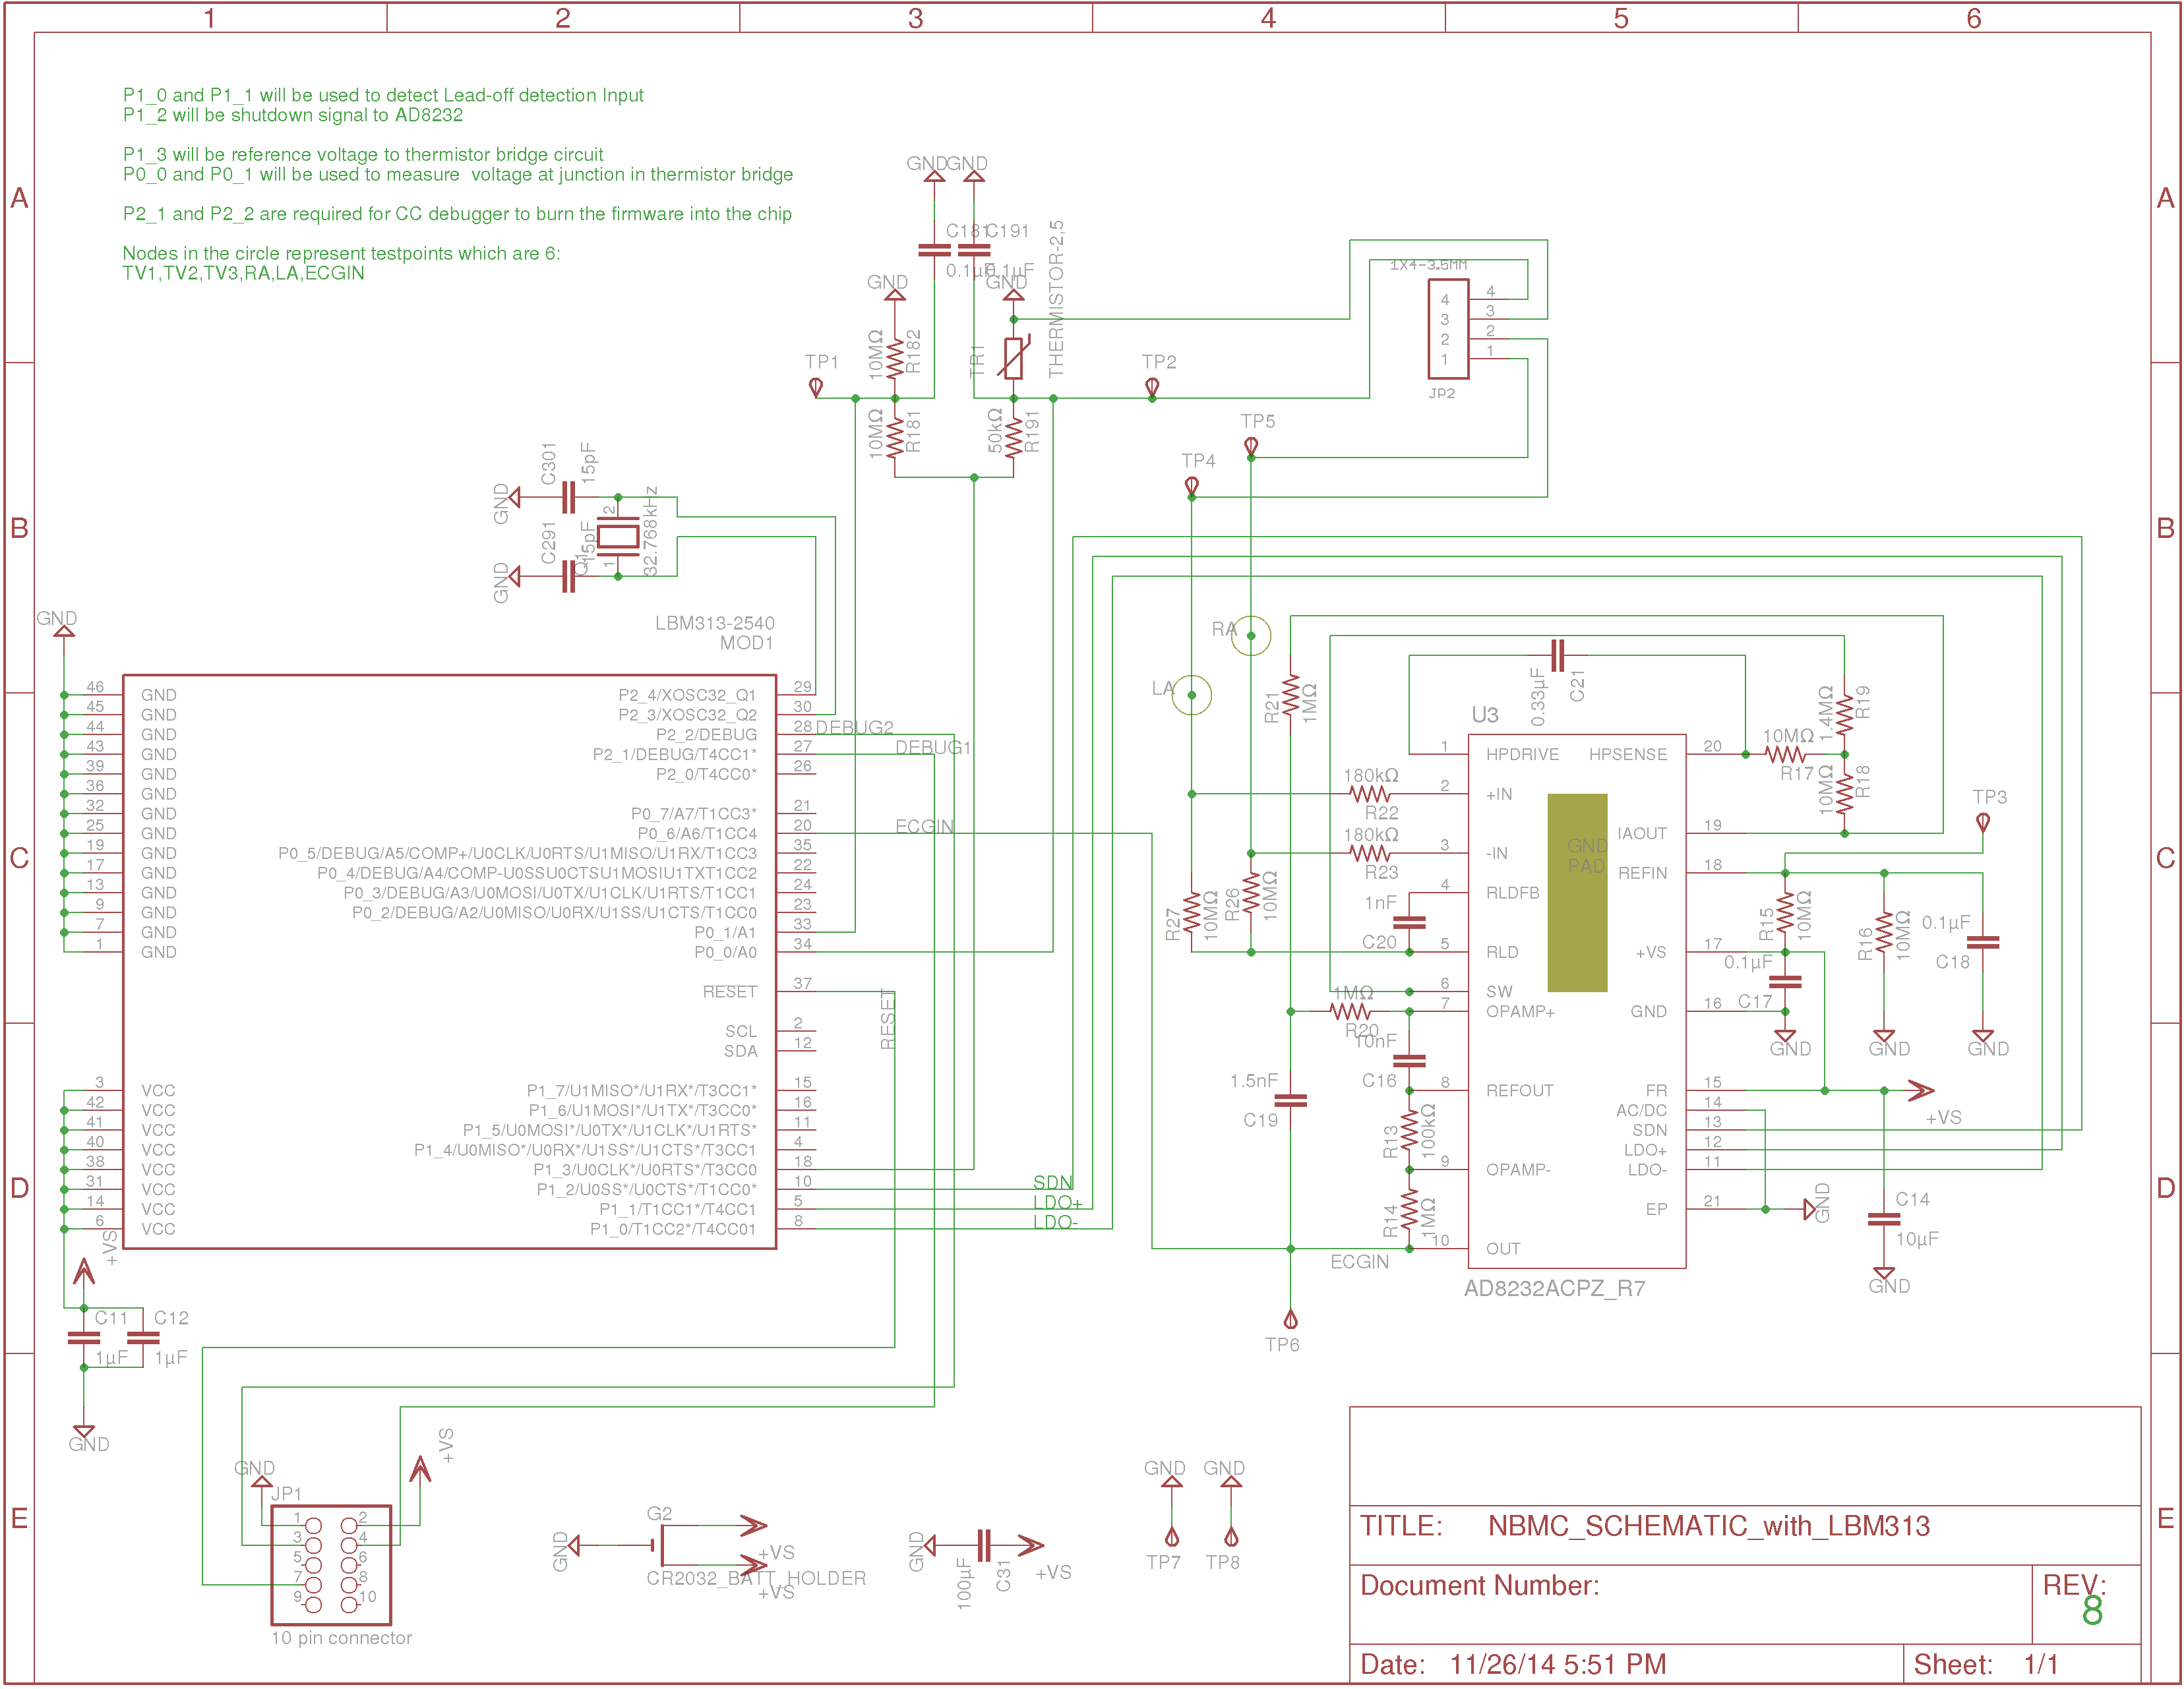 1 2 3 4 5 6
A A
B B
C C
D D
E E
P1_0 and P1_1 will be used to detect Lead-off detection Input
P1_2 will be shutdown signal to AD8232
P1_3 will be reference voltage to thermistor bridge circuit
P0_0 and P0_1 will be used to measure voltage at junction in thermistor bridge
P2_1 and P2_2 are required for CC debugger to burn the firmware into the chip
Nodes in the circle represent testpoints which are 6:
TV1,TV2,TV3,RA,LA,ECGIN
GND GND
C181 C191
0.1µF 0.1µF
GND GND
THERMISTOR-2,5
TR1
10MΩ R182
10MΩ R181
50kΩ R191
TP1
TP2
1X4-3.5MM
4 4
3 3
2 2
1 1
JP2
TP5
TP4
C301 15pF
GND
C291 15pF
GND
Q1
2
1
32.768kHz
LBM313-2540
MOD1
GND
46 GND
45 GND
44 GND
43 GND
39 GND
36 GND
32 GND
25 GND
19 GND
17 GND
13 GND
9 GND
7 GND
1 GND
3 VCC
42 VCC
41 VCC
40 VCC
38 VCC
31 VCC
14 VCC
6 VCC
P2_4/XOSC32_Q1 29
P2_3/XOSC32_Q2 30
P2_2/DEBUG 28 DEBUG2
P2_1/DEBUG/T4CC1* 27 DEBUG1
P2_0/T4CC0* 26
P0_7/A7/T1CC3* 21
P0_6/A6/T1CC4 20 ECGIN
P0_5/DEBUG/A5/COMP+/U0CLK/U0RTS/U1MISO/U1RX/T1CC3 35
P0_4/DEBUG/A4/COMP-U0SSU0CTSU1MOSIU1TXT1CC2 22
P0_3/DEBUG/A3/U0MOSI/U0TX/U1CLK/U1RTS/T1CC1 24
P0_2/DEBUG/A2/U0MISO/U0RX/U1SS/U1CTS/T1CC0 23
P0_1/A1 33
P0_0/A0 34
RESET 37
RESET
SCL 2
SDA 12
P1_7/U1MISO*/U1RX*/T3CC1* 15
P1_6/U1MOSI*/U1TX*/T3CC0* 16
P1_5/U0MOSI*/U0TX*/U1CLK*/U1RTS* 11
P1_4/U0MISO*/U0RX*/U1SS*/U1CTS*/T3CC1 4
P1_3/U0CLK*/U0RTS*/T3CC0 18
P1_2/U0SS*/U0CTS*/T1CC0* 10 SDN
P1_1/T1CC1*/T4CC1 5 LDO+
P1_0/T1CC2*/T4CC01 8 LDO-
RA
LA
R21 1MΩ
0.33µF C21
U3
1 HPDRIVE
180kΩ
2 +IN
R22
180kΩ
3 -IN
R23
4 RLDFB
1nF
C20
5 RLD
R27 10MΩ
R26 10MΩ
6 SW
1MΩ
7 OPAMP+
R20
10nF
C16
8 REFOUT
1.5nF
C19
R13 100kΩ
9 OPAMP-
R14 1MΩ
10 OUT
ECGIN
GND
PAD
HPSENSE 20
IAOUT 19
REFIN 18
+VS 17
GND 16
FR 15
AC/DC 14
SDN 13
LDO+ 12
LDO- 11
EP 21
AD8232ACPZ_R7
10MΩ
R17
1.4MΩ R19
10MΩ R18
TP3
R15 10MΩ
R16 10MΩ
0.1µF
C18
0.1µF
C17
GND GND GND
+VS
GND
C14
10µF
GND
TP6
+VS
C11 C12
1µF 1µF
GND
+VS
GND
JP1
1 2
3 4
5 6
7 8
9 10
10 pin connector
GND
G2
+VS
CR2032_BATT_HOLDER
+VS
GND
100µF C31
+VS
GND GND
TP7 TP8
TITLE: NBMC_SCHEMATIC_with_LBM313
Document Number:
REV:
8
Date: 11/26/14 5:51 PM
Sheet: 1/1